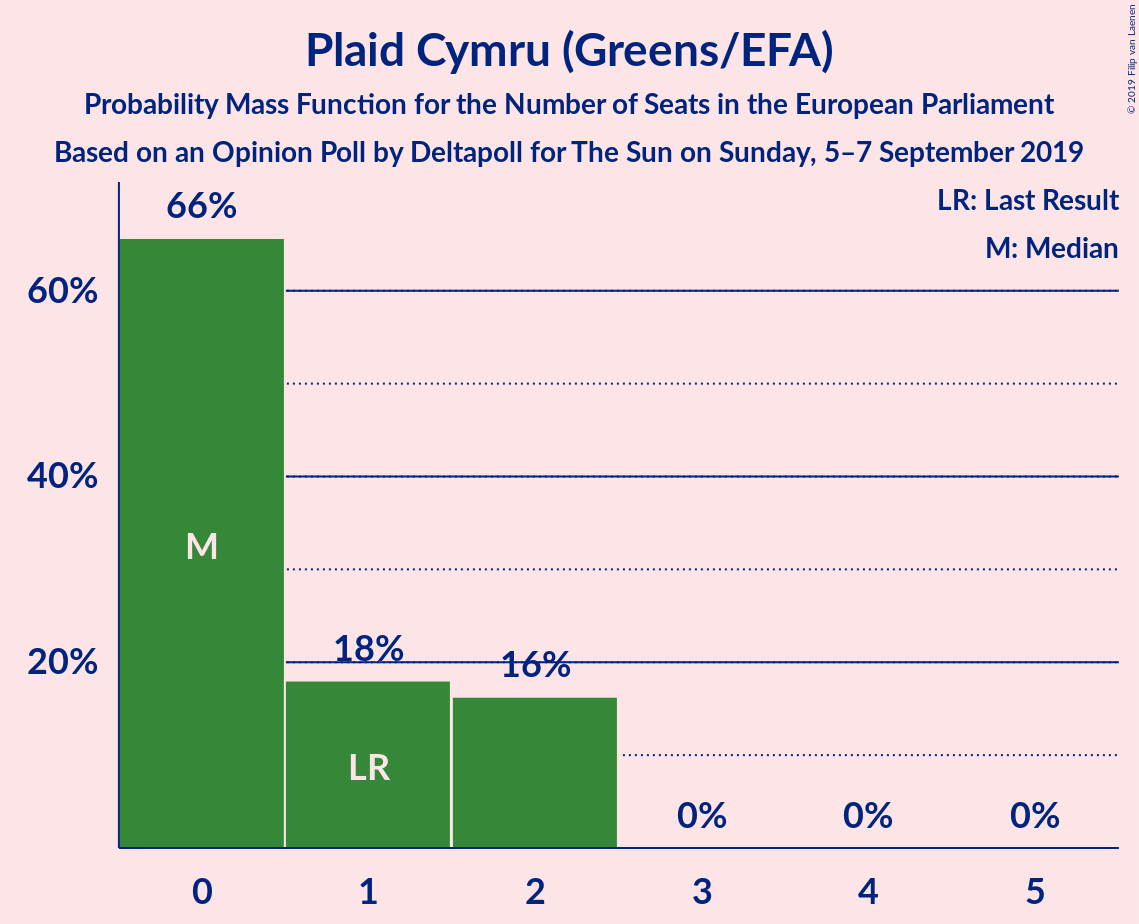 Plaid Cymru (Greens/EFA)
Probability Mass Function for the Number of Seats in the European Parliament
Based on an Opinion Poll by Deltapoll for The Sun on Sunday, 5–7 September 2019
© 2019 Filip van Laenen
LR: Last Result
M: Median
66%
60%
40%
M
20%
18%
16%
LR
0% 0% 0%
0 1 2 3 4 5